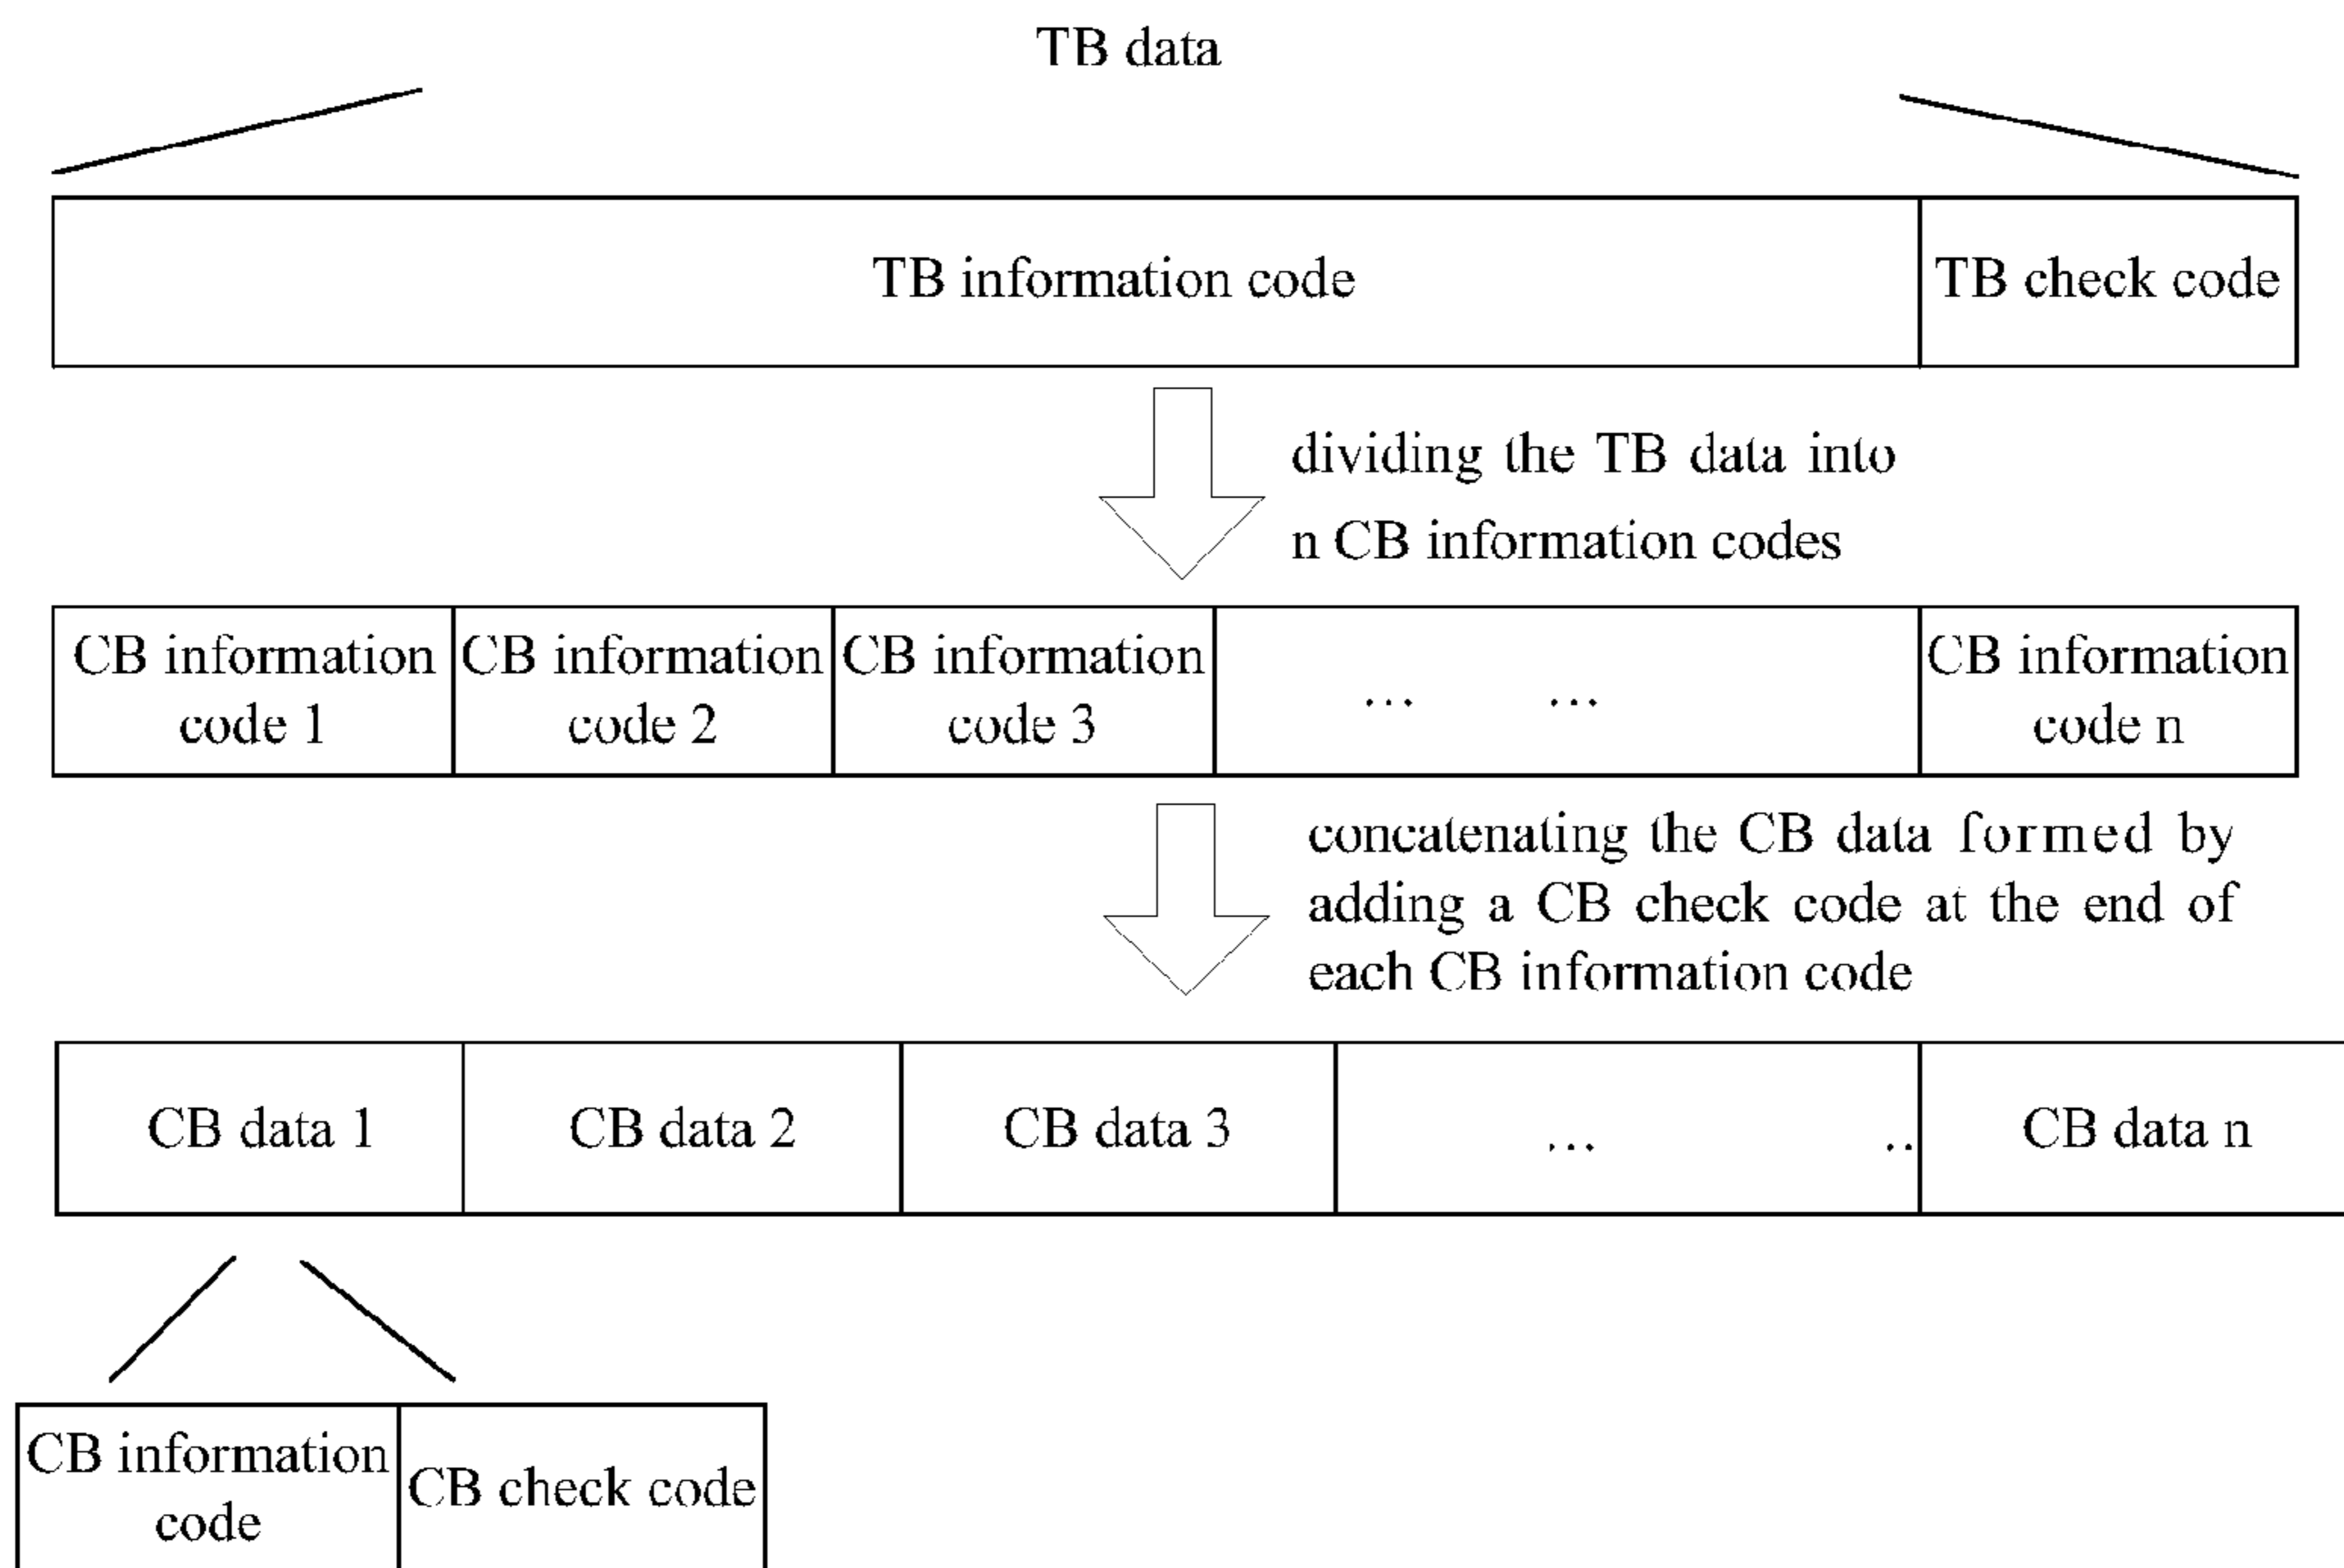 TB data
TB information code
TB check code
dividing the TB data into
n CB information codes
CB information
code 1
CB information
code 2
CB information
code 3
... ...
CB information
code n
concatenating the CB data formed by
adding a CB check code at the end of
each CB information code
CB data 1
CB data 2
CB data 3
... ..
CB data n
CB information
code
CB check code